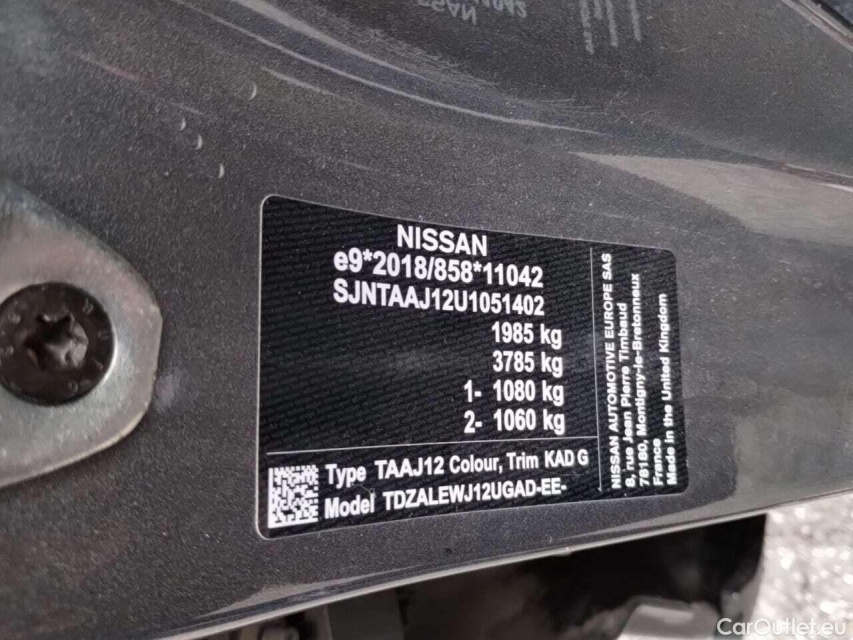 NISSAN
e9*2018/858*11042
SJNTAAJ12U1051402
1985 kg
3785 kg
1- 1080 kg
2- 1060 kg
Type TAAJ12 Colour, Trim KAD G
Model TDZALEWJ12UGAD-EE-
NISSAN AUTOMOTIVE EUROPE SAS
8, rue Jean Pierre Timbaud
78180, Montigny-le-Bretonneux
France
Made in the United Kingdom
CarOutlet.eu